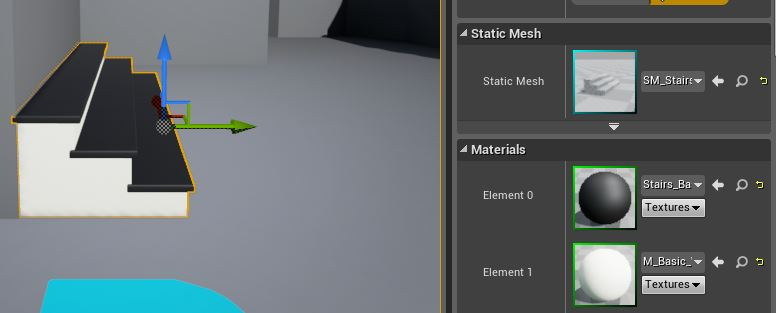 Static Mesh
Static Mesh
SM_Stairs
Materials
Element 0
Stairs_Ba
Textures
Element 1
M_Basic_
Textures